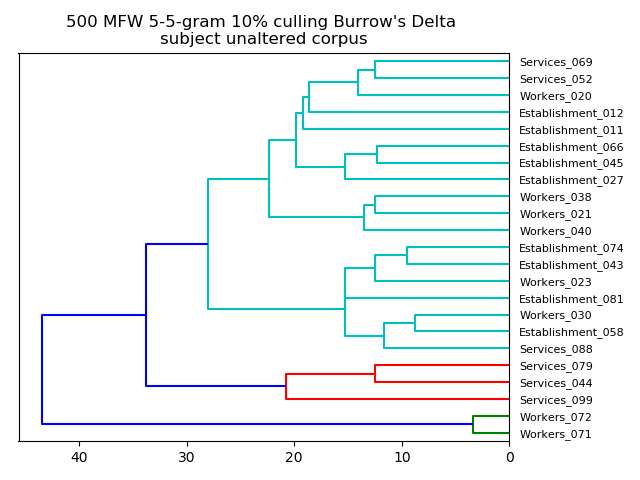 500 MFW 5-5-gram 10% culling Burrow's Delta
subject unaltered corpus
Services_069
Services_052
Workers_020
Establishment_012
Establishment_011
Establishment_066
Establishment_045
Establishment_027
Workers_038
Workers_021
Workers_040
Establishment_074
Establishment_043
Workers_023
Establishment_081
Workers_030
Establishment_058
Services_088
Services_079
Services_044
Services_099
Workers_072
Workers_071
40 30 20 10 0